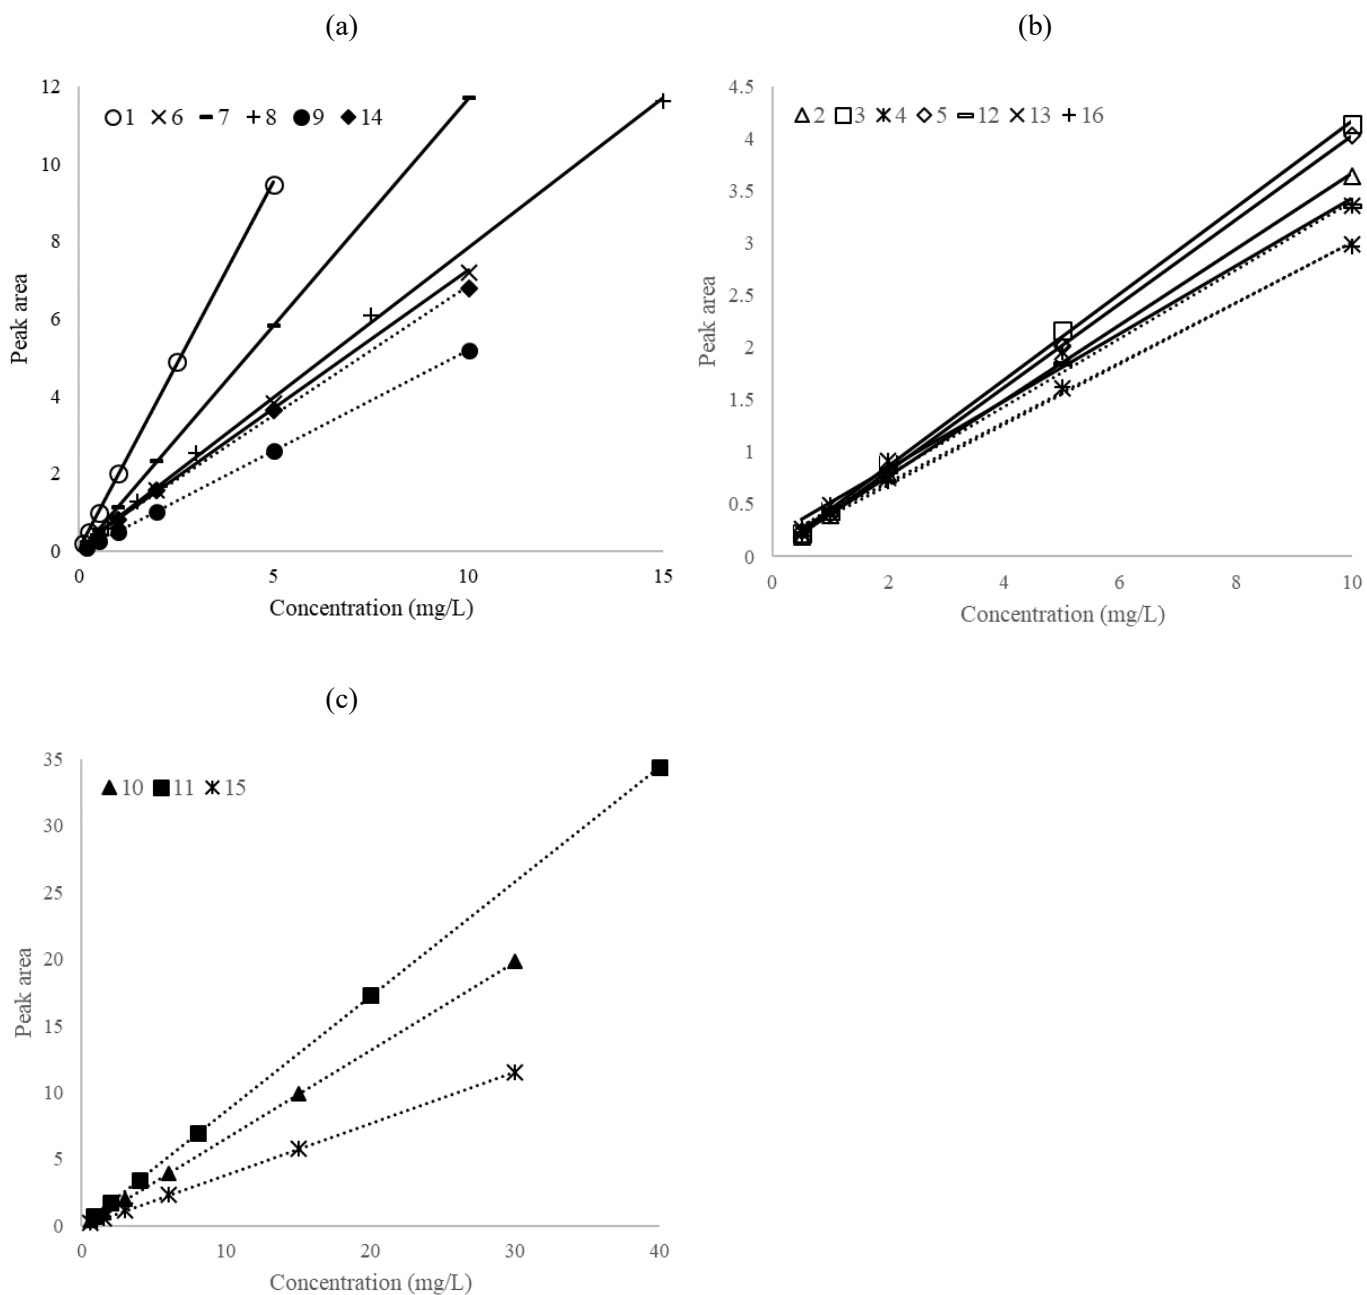 (a)
12
10
8
6
4
2
0
0 5 10 15
1 6 7 8 9 14
Peak area
Concentration (mg/L)
(b)
4.5
4
3.5
3
2.5
2
1.5
1
0.5
0
0 2 4 6 8 10
2 3 4 5 12 13 16
Peak area
Concentration (mg/L)
(c)
35
30
25
20
15
10
5
0
0 10 20 30 40
10 11 15
Peak area
Concentration (mg/L)